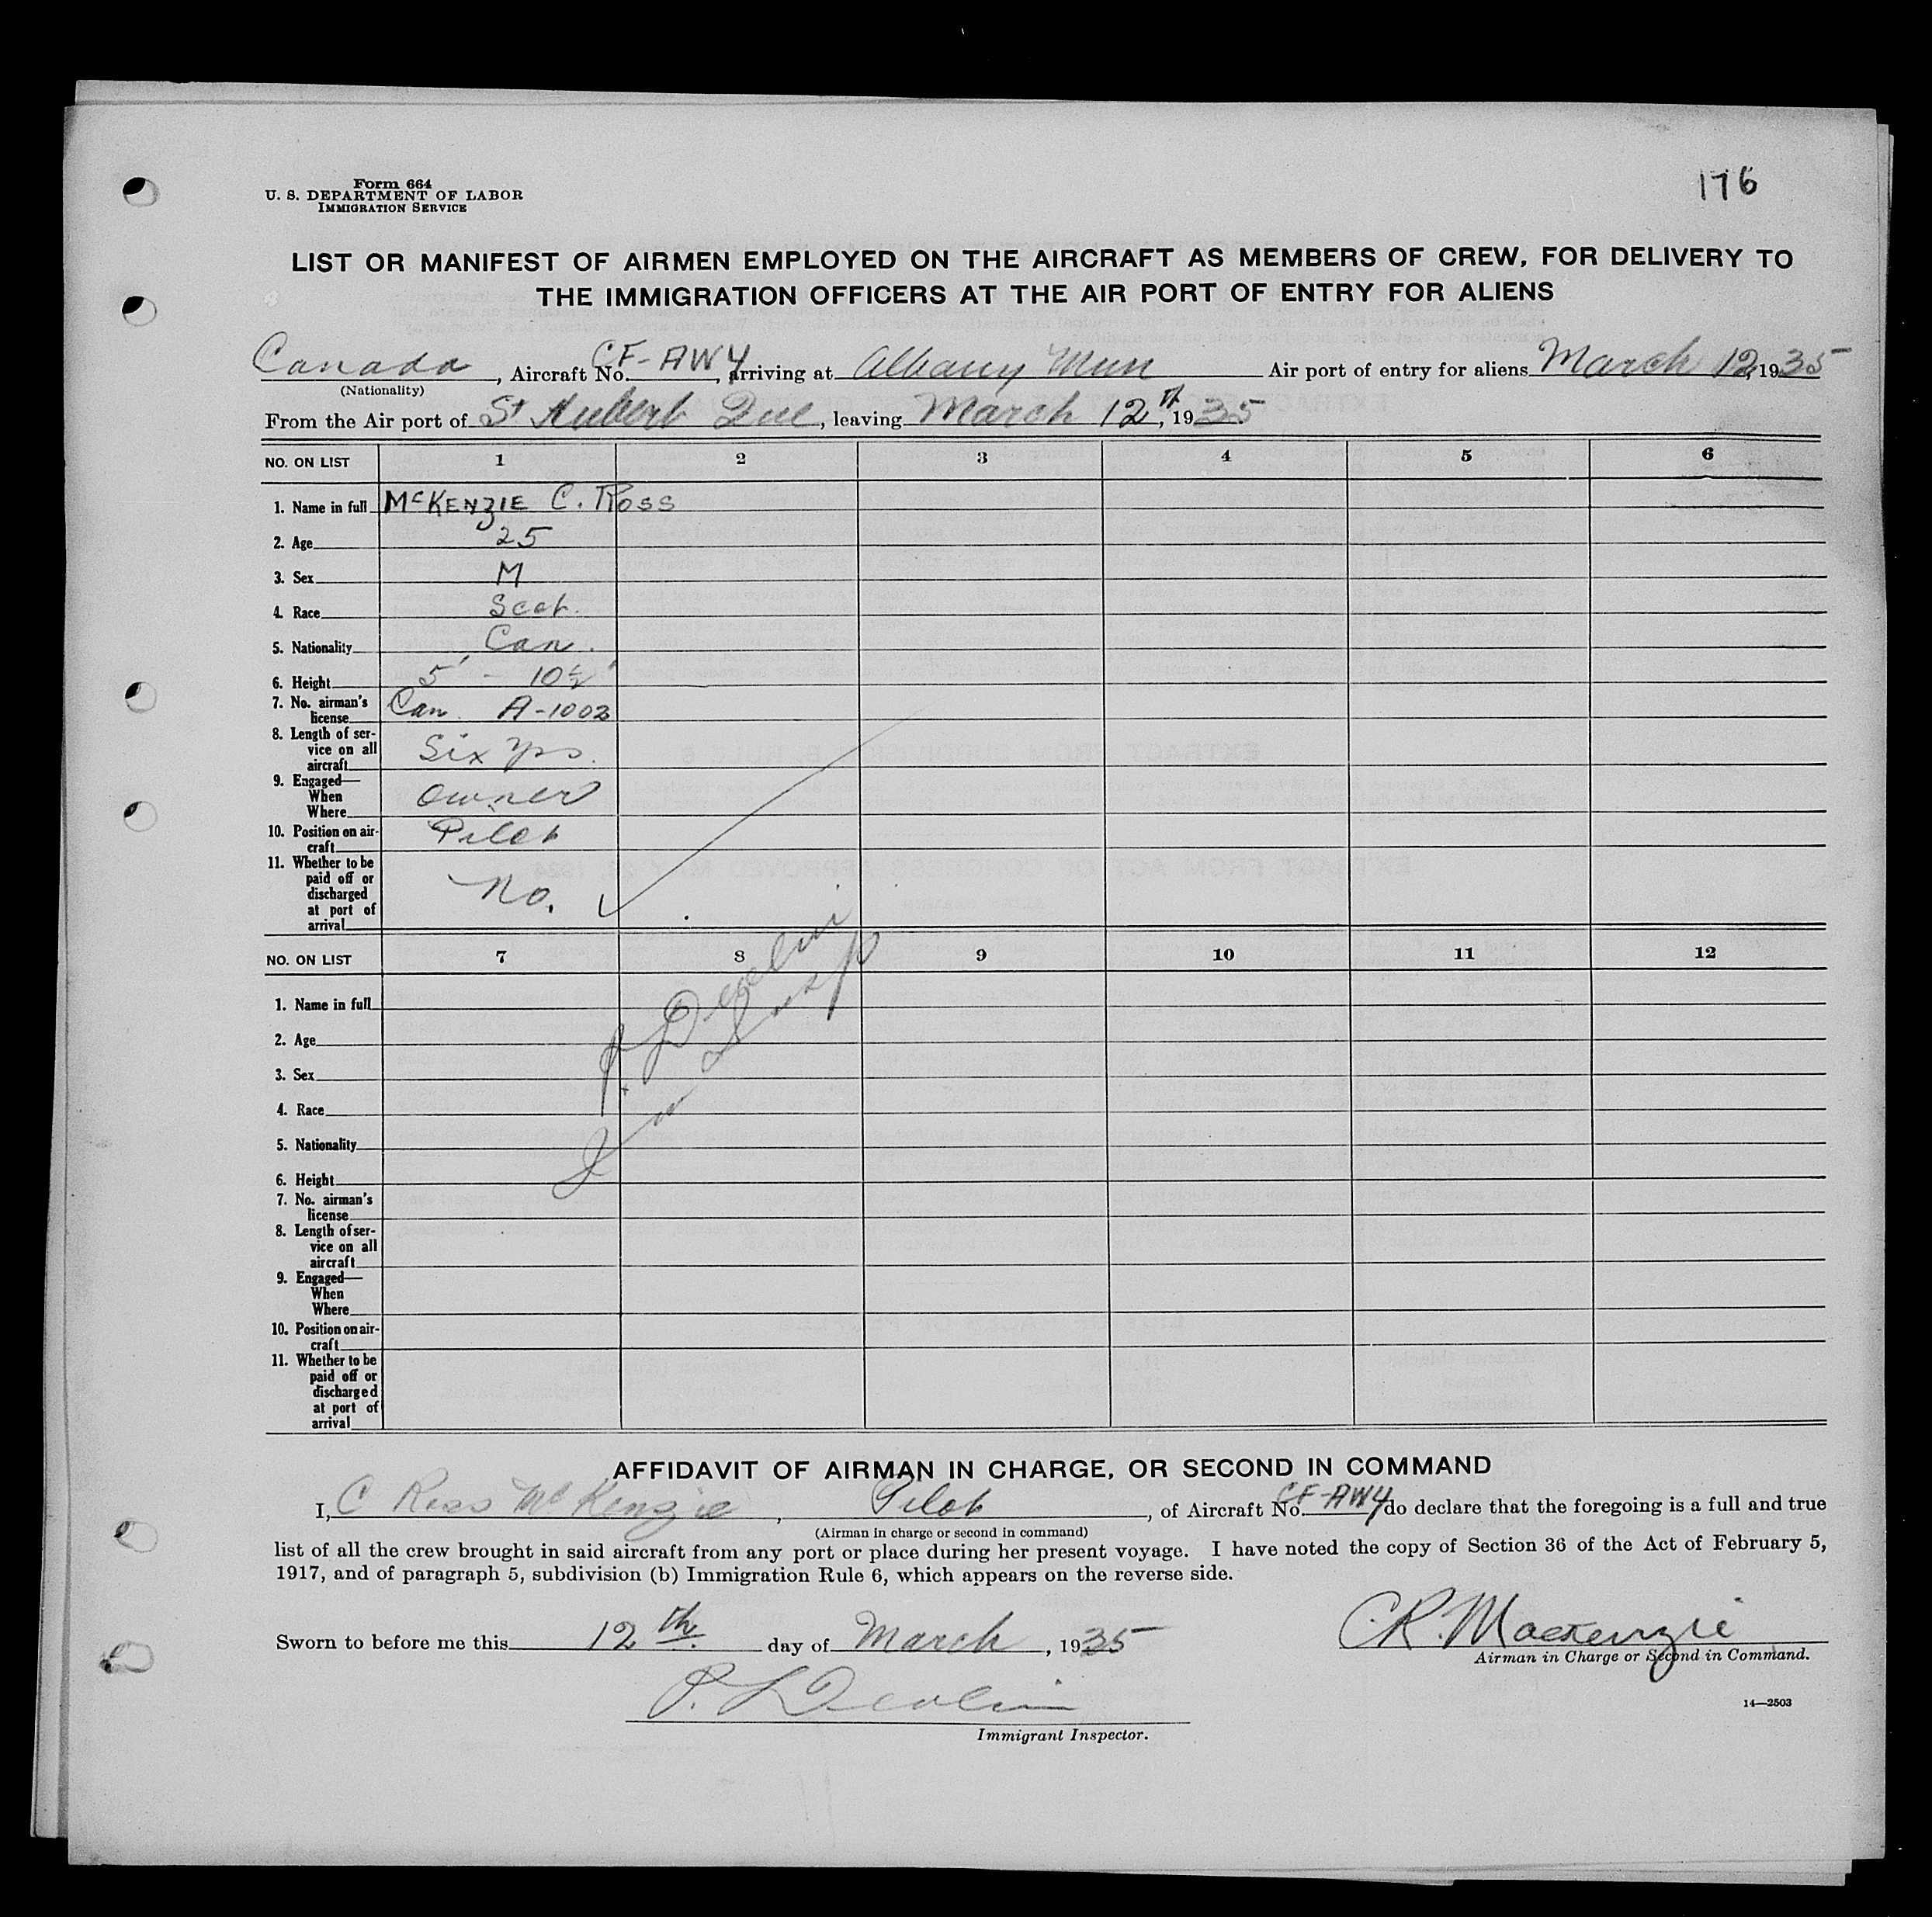 Form 664
U. S. DEPARTMENT OF LABOR
IMMIGRATION SERVICE
176
LIST OR MANIFEST OF AIRMEN EMPLOYED ON THE AIRCRAFT AS MEMBERS OF CREW, FOR DELIVERY TO
THE IMMIGRATION OFFICERS AT THE AIR PORT OF ENTRY FOR ALIENS
Canada, Aircraft No. CF-AW4, arriving at Albany Mun Air port of entry for aliens March 12, 1935
(Nationality)
From the Air port of St Hubert Que, leaving March 12th, 1935
NO. ON LIST 1 2 3 4 5 6
1. Name in full McKENZIE C. ROSS
2. Age 25
3. Sex M
4. Race Scot.
5. Nationality Can.
6. Height 5' - 10½'
7. No. airman's license Can A-1003
8. Length of service on all aircraft Six yrs.
9. Engaged— When Where owner
10. Position on aircraft Pilot
11. Whether to be paid off or discharged at port of arrival No.
NO. ON LIST 7 8 9 10 11 12
1. Name in full
2. Age
3. Sex
4. Race
5. Nationality
6. Height
7. No. airman's license
8. Length of service on all aircraft
9. Engaged— When Where
10. Position on aircraft
11. Whether to be paid off or discharged at port of arrival
Imm Insp
AFFIDAVIT OF AIRMAN IN CHARGE, OR SECOND IN COMMAND
I, C Ross McKenzie, Pilot, of Aircraft No. CF-AW4 do declare that the foregoing is a full and true
(Airman in charge or second in command)
list of all the crew brought in said aircraft from any port or place during her present voyage. I have noted the copy of Section 36 of the Act of February 5,
1917, and of paragraph 5, subdivision (b) Immigration Rule 6, which appears on the reverse side.
Sworn to before me this 12th day of March, 1935
C.R. Mackenzie
Airman in Charge or Second in Command.
Immigrant Inspector.
14—2503